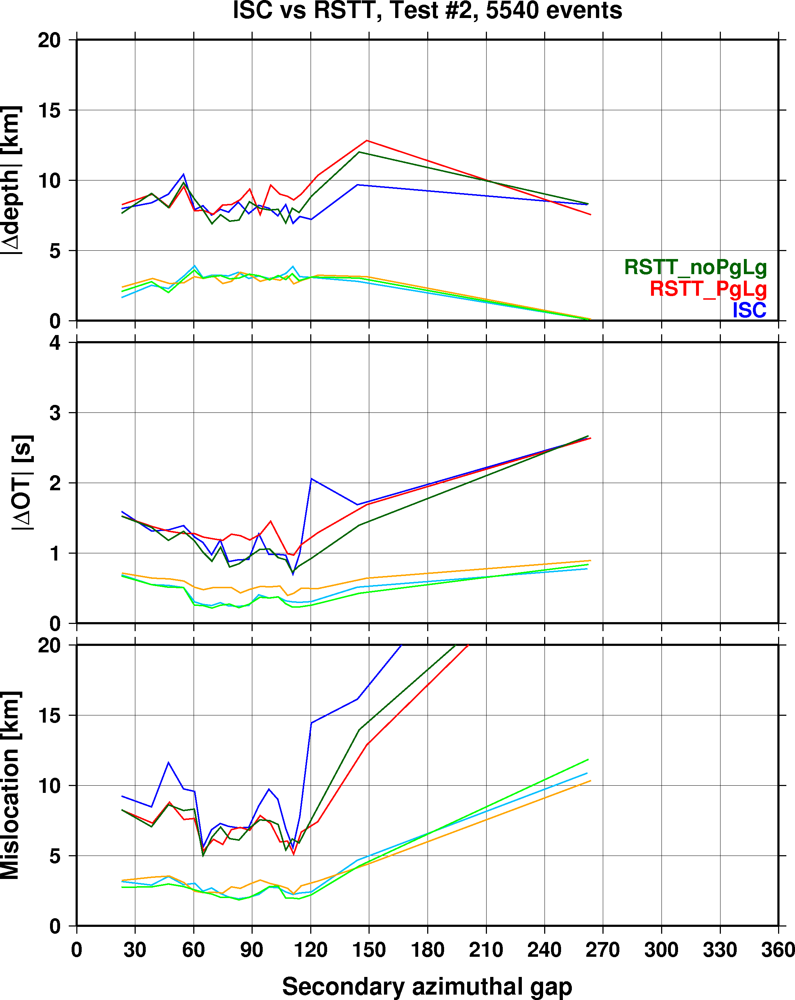 ISC vs RSTT, Test #2, 5540 events
20
15
10
5
0
|Δdepth| [km]
RSTT_noPgLg
RSTT_PgLg
ISC
4
3
2
1
0
|ΔOT| [s]
20
15
10
5
0
Mislocation [km]
0 30 60 90 120 150 180 210 240 270 300 330 360
Secondary azimuthal gap